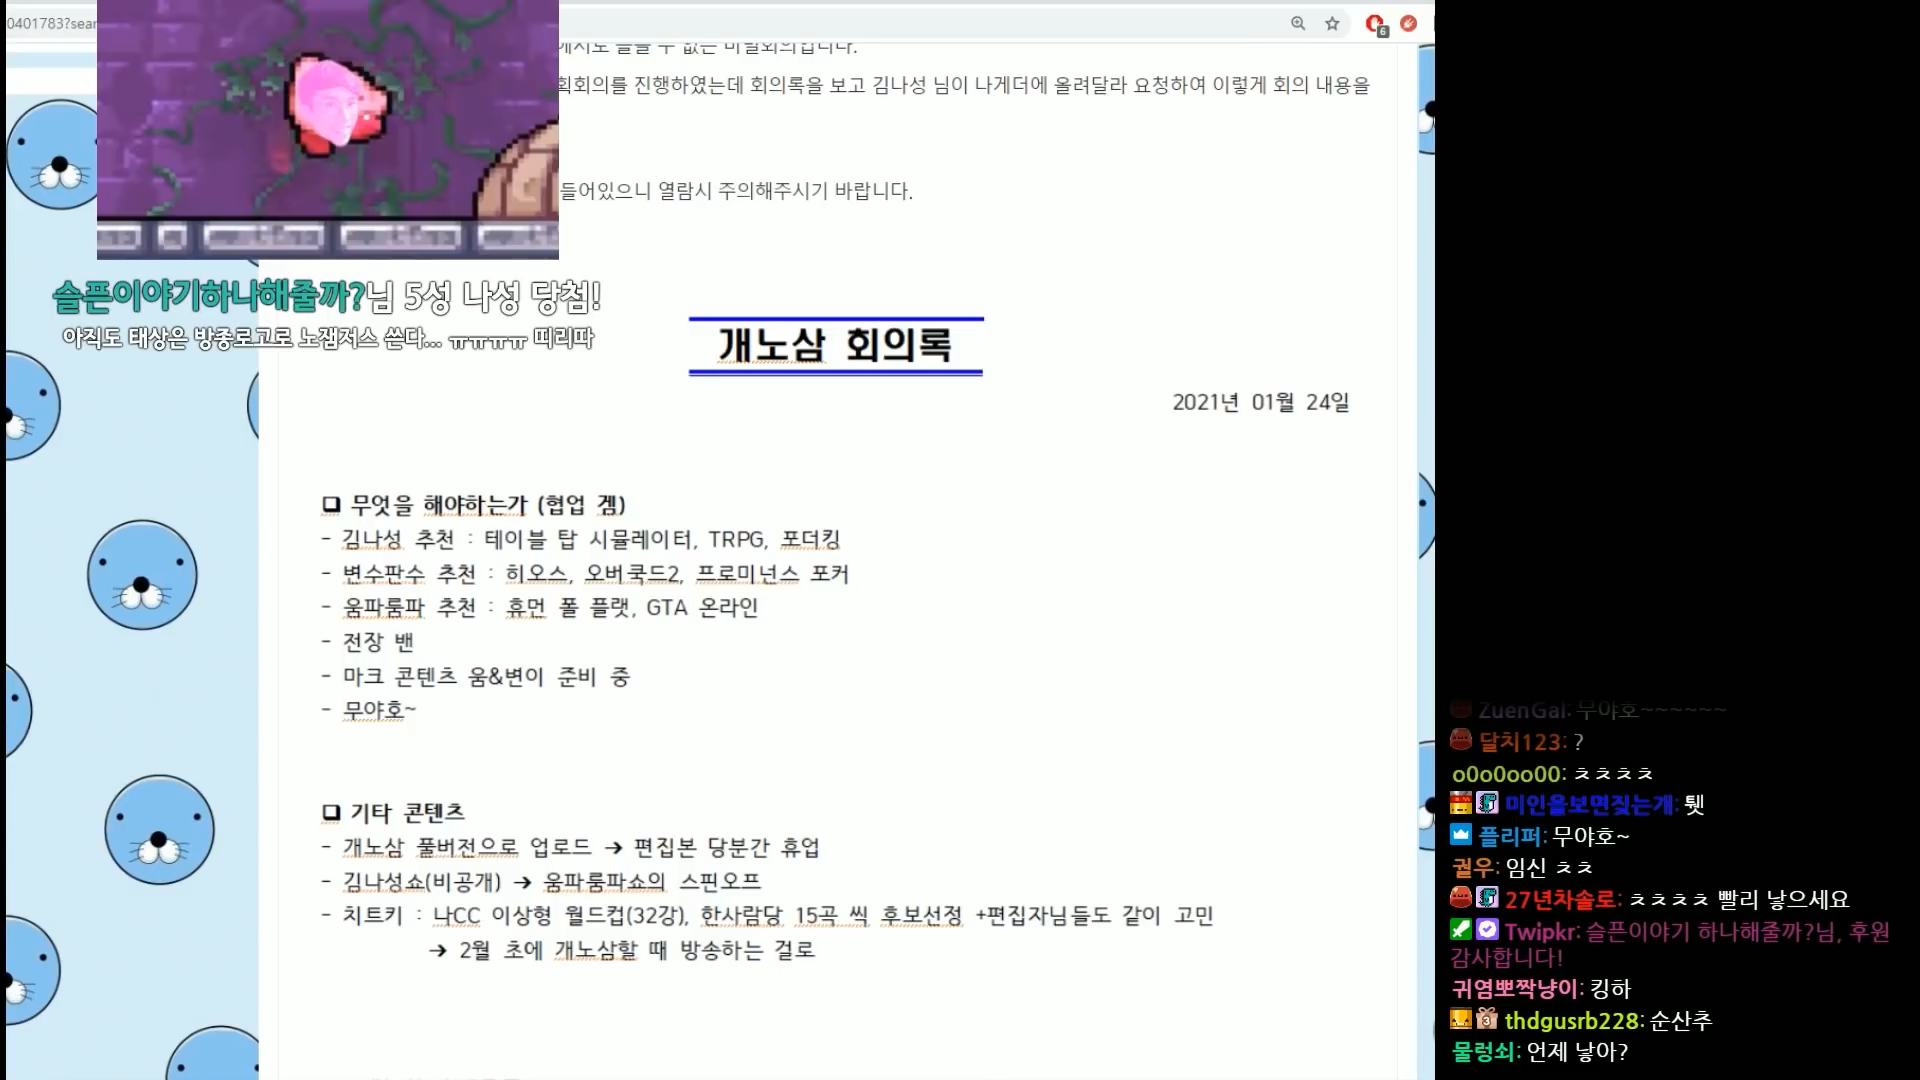 0401783?sear
6
에서도 들을 수 없는 비밀회의입니다.
획회의를 진행하였는데 회의록을 보고 김나성 님이 나게더에 올려달라 요청하여 이렇게 회의 내용을
들어있으니 열람시 주의해주시기 바랍니다.
슬픈이야기하나해줄까?님 5성 나성 당첨!
아직도 태상은 방종로고로 노잼저스 쓴다... ㅠㅠㅠㅠ 띠리따
개노삼 회의록
2021년 01월 24일
❑ 무엇을 해야하는가 (협업 겜)
- 김나성 추천 : 테이블 탑 시뮬레이터, TRPG, 포더킹
- 변수판수 추천 : 히오스, 오버쿡드2, 프로미넌스 포커
- 움파룸파 추천 : 휴먼 폴 플랫, GTA 온라인
- 전장 밴
- 마크 콘텐츠 움&변이 준비 중
- 무야호~
❑ 기타 콘텐츠
- 개노삼 풀버전으로 업로드 → 편집본 당분간 휴업
- 김나성쇼(비공개) → 움파룸파쇼의 스핀오프
- 치트키 : 나CC 이상형 월드컵(32강), 한사람당 15곡 씩 후보선정 +편집자님들도 같이 고민
→ 2월 초에 개노삼할 때 방송하는 걸로
ZuenGal: 무야호~~~~~~
달치123: ?
o0o0oo00: ㅊㅊㅊㅊ
미인을보면짖는개: 퉷
플리퍼: 무야호~
궐우: 임신 ㅊㅊ
27년차솔로: ㅊㅊㅊㅊ 빨리 낳으세요
Twipkr: 슬픈이야기 하나해줄까?님, 후원
감사합니다!
귀염뽀짝냥이: 킹하
thdgusrb228: 순산추
물렁쇠: 언제 낳아?